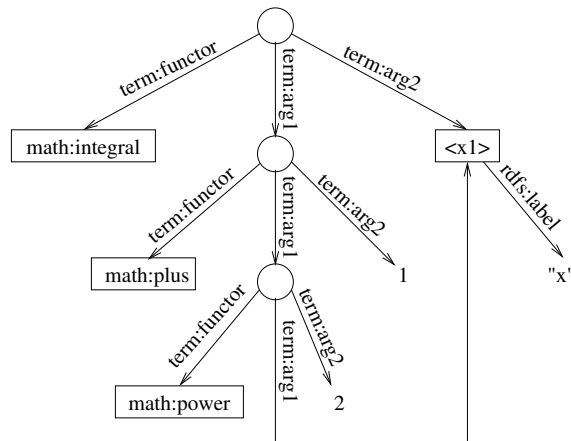 term:functor
term:arg1
term:arg2
math:integral
<x1>
term:functor
term:arg1
term:arg2
rdfs:label
math:plus
1
"x"
term:functor
term:arg1
term:arg2
math:power
2